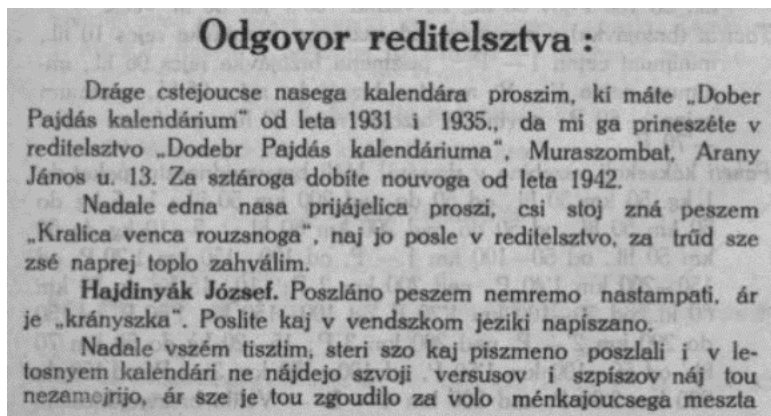 Odgovor reditelsztva :
Dráge cstejoucse nasega kalendára proszim, ki máte „Dober
Pajdás kalendárium" od leta 1931 i 1935., da mi ga prineszéte v
reditelsztvo „Dodebr Pajdás kalendáriuma", Muraszombat, Arany
János u. 13. Za sztároga dobíte nouvoga od leta 1942.
Nadale edna nasa prijájelica proszi, csi stoj zná peszem
„Kralica venca rouzsnoga", naj jo posle v reditelsztvo, za trűd sze
zsé naprej toplo zahválim.
Hajdinyák József. Poszláno peszem nemremo nastampati, ár
je „krányszka". Poslite kaj v vendszkom jeziki napíszano.
Nadale vszém tisztim, steri szo kaj piszmeno poszlali i v le-
tosnyem kalendári ne nájdejo szvoji versusov i szpíszov náj tou
nezamejrijo, ár sze je tou zgoudilo za volo ménkajoucsega meszta